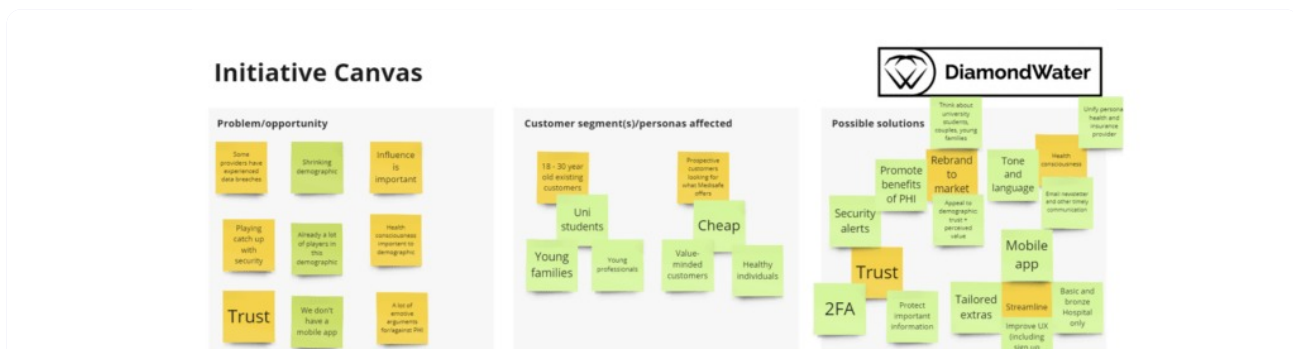 Initiative Canvas
DiamondWater
Problem/opportunity
Some
providers have
experienced
data breaches
Shrinking
demographic
Influence
is
important
Playing
catch up
with
security
Already a lot
of players in
this
demographic
Health
consciousness
important to
demographic
Trust
We don't
have a
mobile app
A lot of
emotive
arguments
for/against PHI
Customer segment(s)/personas affected
18 - 30 year
old existing
customers
Uni
students
Young
families
Young
professionals
Prospective
customers
looking for
what Medsafe
offers
Cheap
Value-
minded
customers
Healthy
individuals
Possible solutions
Think about
university
students,
couples, young
families
Unify persona
health and
insurance
provider
Promote
benefits
of PHI
Rebrand
to
market
Tone
and
language
Health
consciousness
Security
alerts
Appeal to
demographic
trust +
perceived
value
Email newsletter
and other timely
communication
Trust
Mobile
app
2FA
Protect
important
information
Tailored
extras
Streamline
Basic and
bronze
Hospital
only
Improve UX
(including
sign up